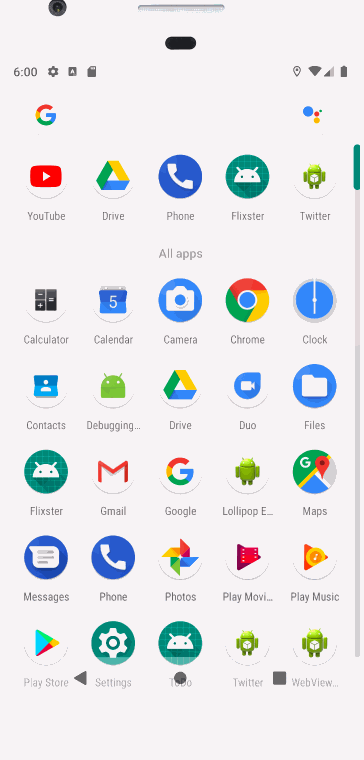 6:00
YouTube Drive Phone Flixster Twitter
All apps
Calculator Calendar Camera Chrome Clock
5
Contacts Debugging... Drive Duo Files
Flixster Gmail Google Lollipop E... Maps
Messages Phone Photos Play Movi... Play Music
Play Store Settings ToDo Twitter WebView...